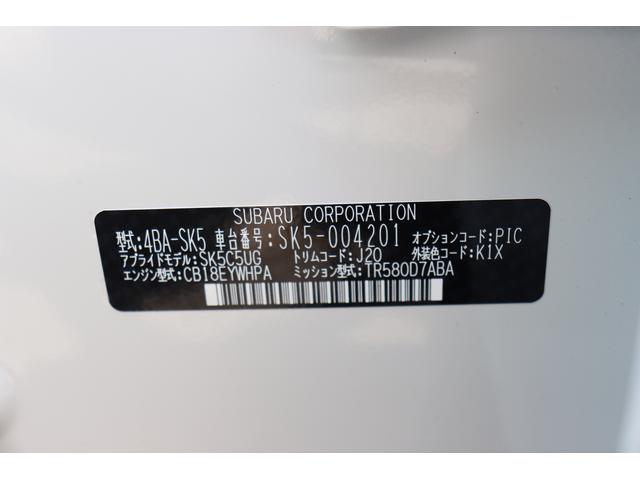 SUBARU CORPORATION
型式:4BA-SK5 車台番号:SK5-004201 オプションコード:PIC
アプライドモデル:SK5C5UG トリムコード:J20 外装色コード:K1X
エンジン型式:CB18EYWHPA ミッション型式:TR580D7ABA